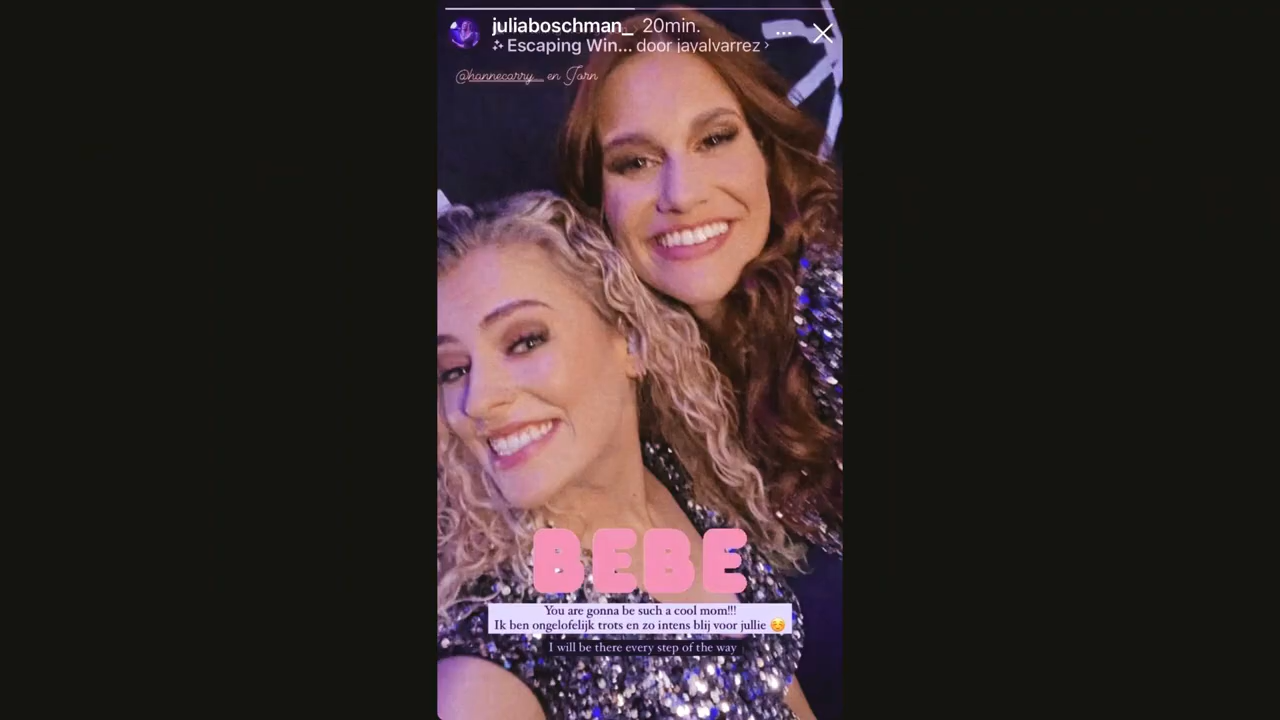 juliaboschman_ 20min.
Escaping Win... door jayalvarrez >
@hannecarry__ en Jorn
BEBE
You are gonna be such a cool mom!!!
Ik ben ongelofelijk trots en zo intens blij voor jullie ☺️
I will be there every step of the way